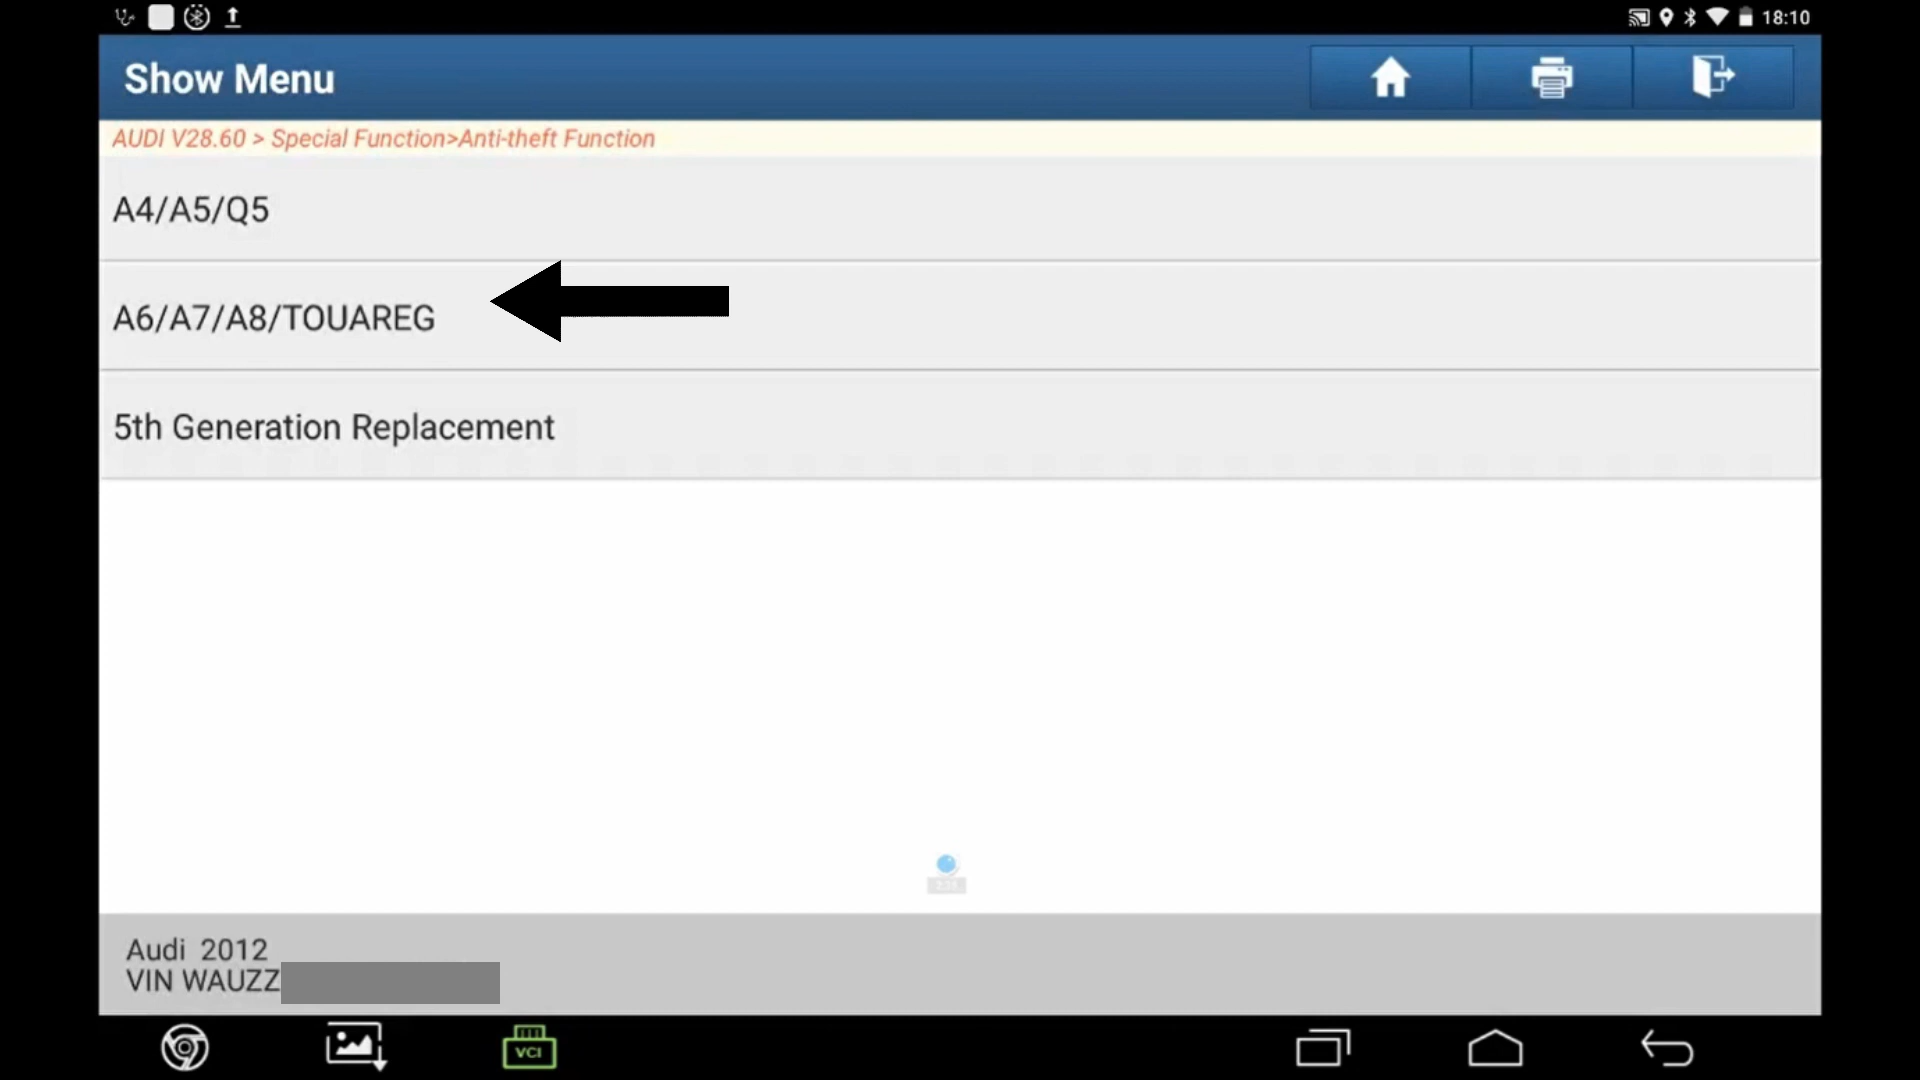 18:10
Show Menu
AUDI V28.60 > Special Function>Anti-theft Function
A4/A5/Q5
A6/A7/A8/TOUAREG
5th Generation Replacement
Audi 2012
VIN WAUZZ
VCI